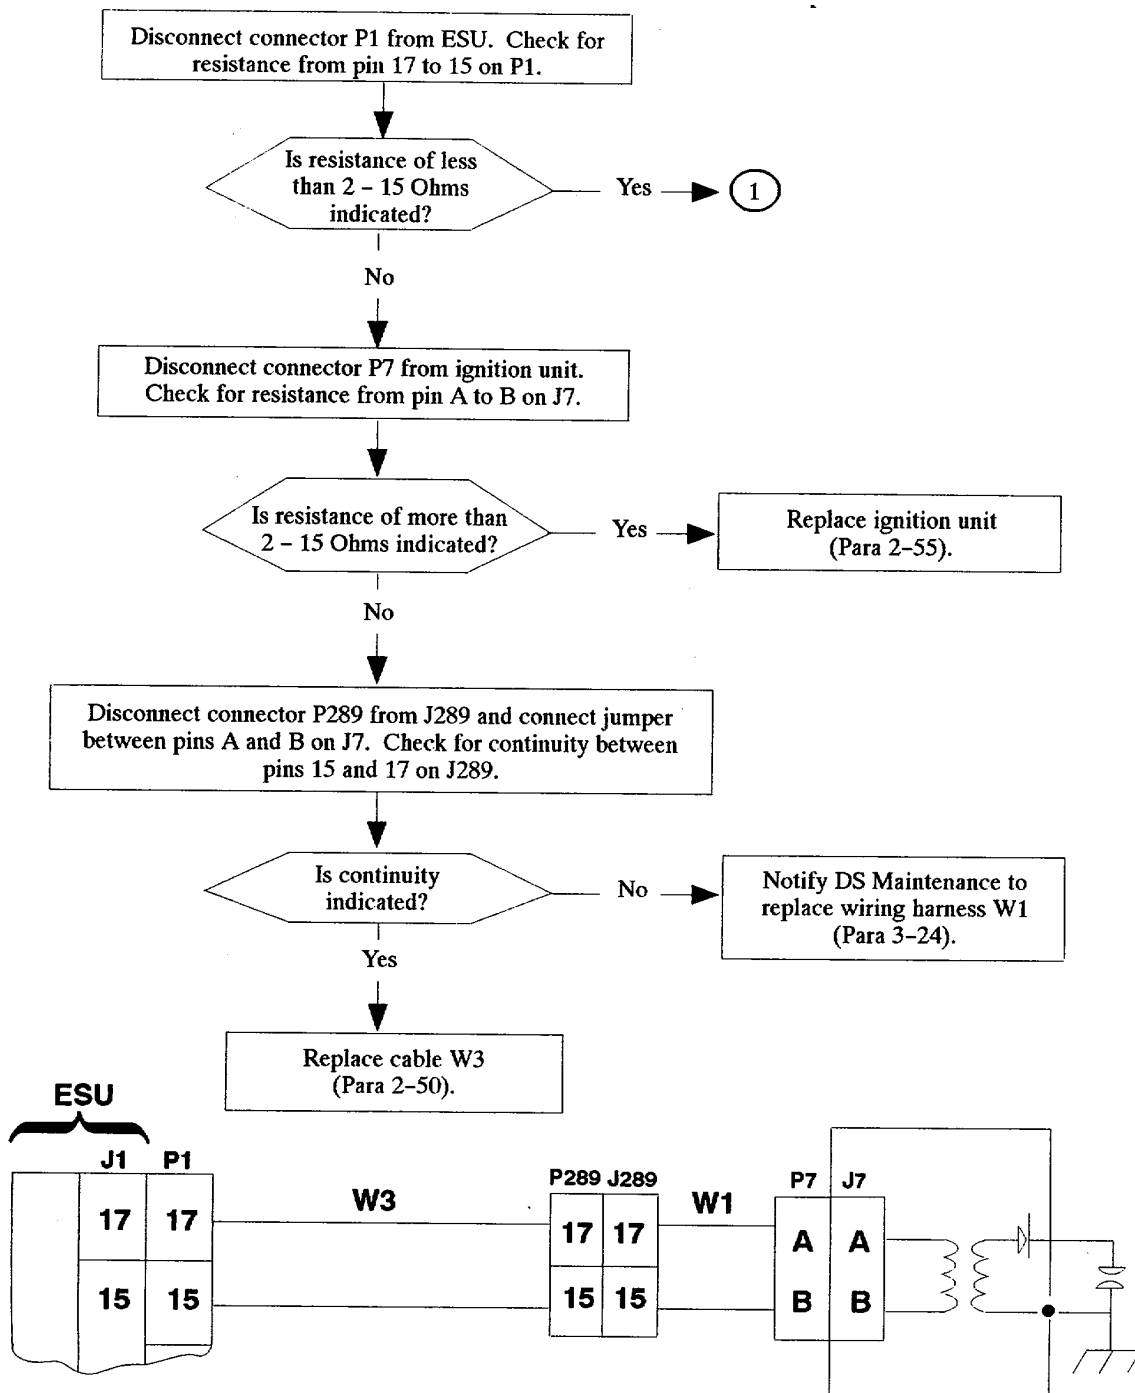 Disconnect connector P1 from ESU. Check for
resistance from pin 17 to 15 on P1.
Is resistance of less
than 2 – 15 Ohms
indicated?
Yes
1
No
Disconnect connector P7 from ignition unit.
Check for resistance from pin A to B on J7.
Is resistance of more than
2 – 15 Ohms indicated?
Yes
Replace ignition unit
(Para 2–55).
No
Disconnect connector P289 from J289 and connect jumper
between pins A and B on J7. Check for continuity between
pins 15 and 17 on J289.
Is continuity
indicated?
No
Notify DS Maintenance to
replace wiring harness W1
(Para 3–24).
Yes
Replace cable W3
(Para 2–50).
ESU
J1 P1
W3
P289 J289
W1
P7 J7
17 17
17 17
A A
15 15
15 15
B B